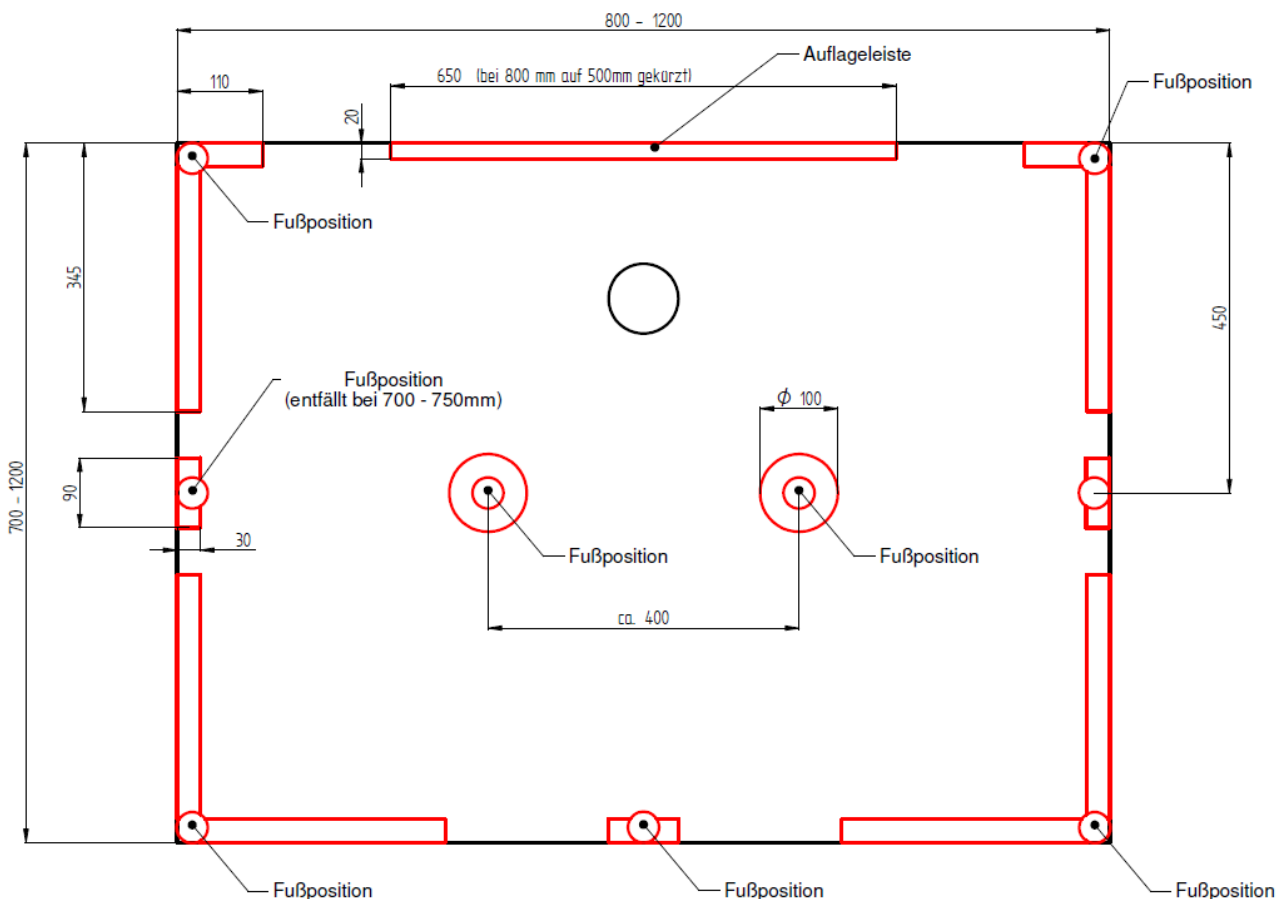 800 - 1200
Auflageleiste
650 (bei 800 mm auf 500mm gekürzt)
Fußposition
110
20
Fußposition
345
450
Fußposition
(entfällt bei 700 - 750mm)
ϕ 100
90
700 - 1200
30
Fußposition
Fußposition
ca. 400
Fußposition
Fußposition
Fußposition